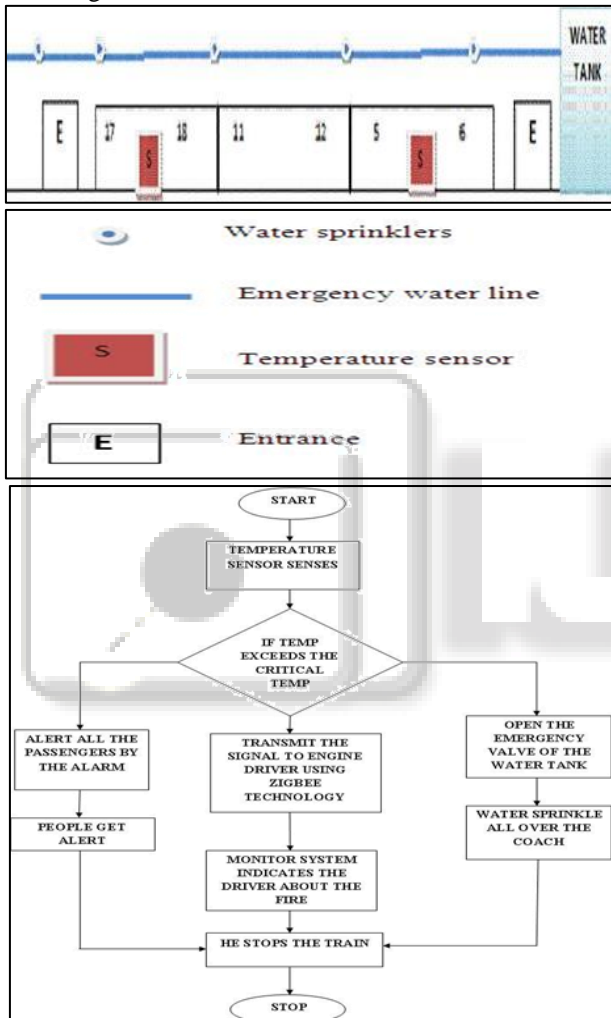 WATER
TANK
E
17
S
18
11
12
5
S
6
E
Water sprinklers
Emergency water line
S
Temperature sensor
E
Entrance
START
TEMPERATURE
SENSOR SENSES
IF TEMP
EXCEEDS THE
CRITICAL
TEMP
ALERT ALL THE
PASSENGERS BY
THE ALARM
TRANSMIT THE
SIGNAL TO ENGINE
DRIVER USING
ZIGBEE
TECHNOLOGY
OPEN THE
EMERGENCY
VALVE OF THE
WATER TANK
PEOPLE GET
ALERT
WATER SPRINKLE
ALL OVER THE
COACH
MONITOR SYSTEM
INDICATES THE
DRIVER ABOUT THE
FIRE
HE STOPS THE TRAIN
STOP